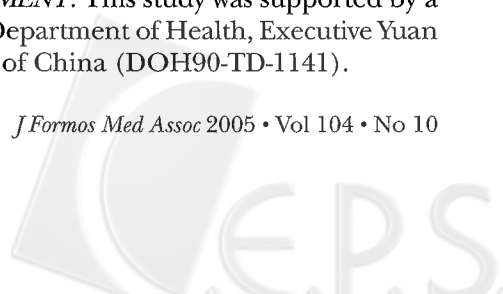 MENT: This study was supported by a
Department of Health, Executive Yuan
of China (DOH90-TD-1141).
J Formos Med Assoc 2005 • Vol 104 • No 10
C.E.P.S